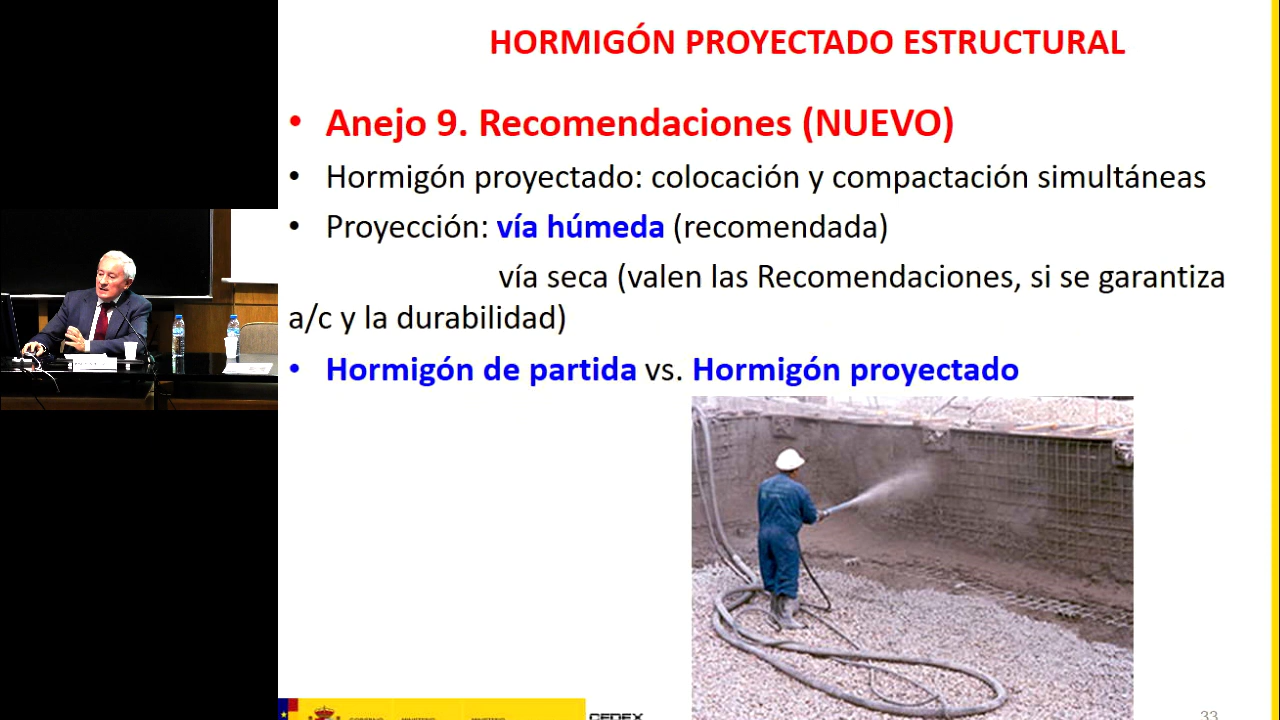 HORMIGÓN PROYECTADO ESTRUCTURAL
• Anejo 9. Recomendaciones (NUEVO)
• Hormigón proyectado: colocación y compactación simultáneas
• Proyección: vía húmeda (recomendada)
vía seca (valen las Recomendaciones, si se garantiza
a/c y la durabilidad)
• Hormigón de partida vs. Hormigón proyectado
CEDEX
33